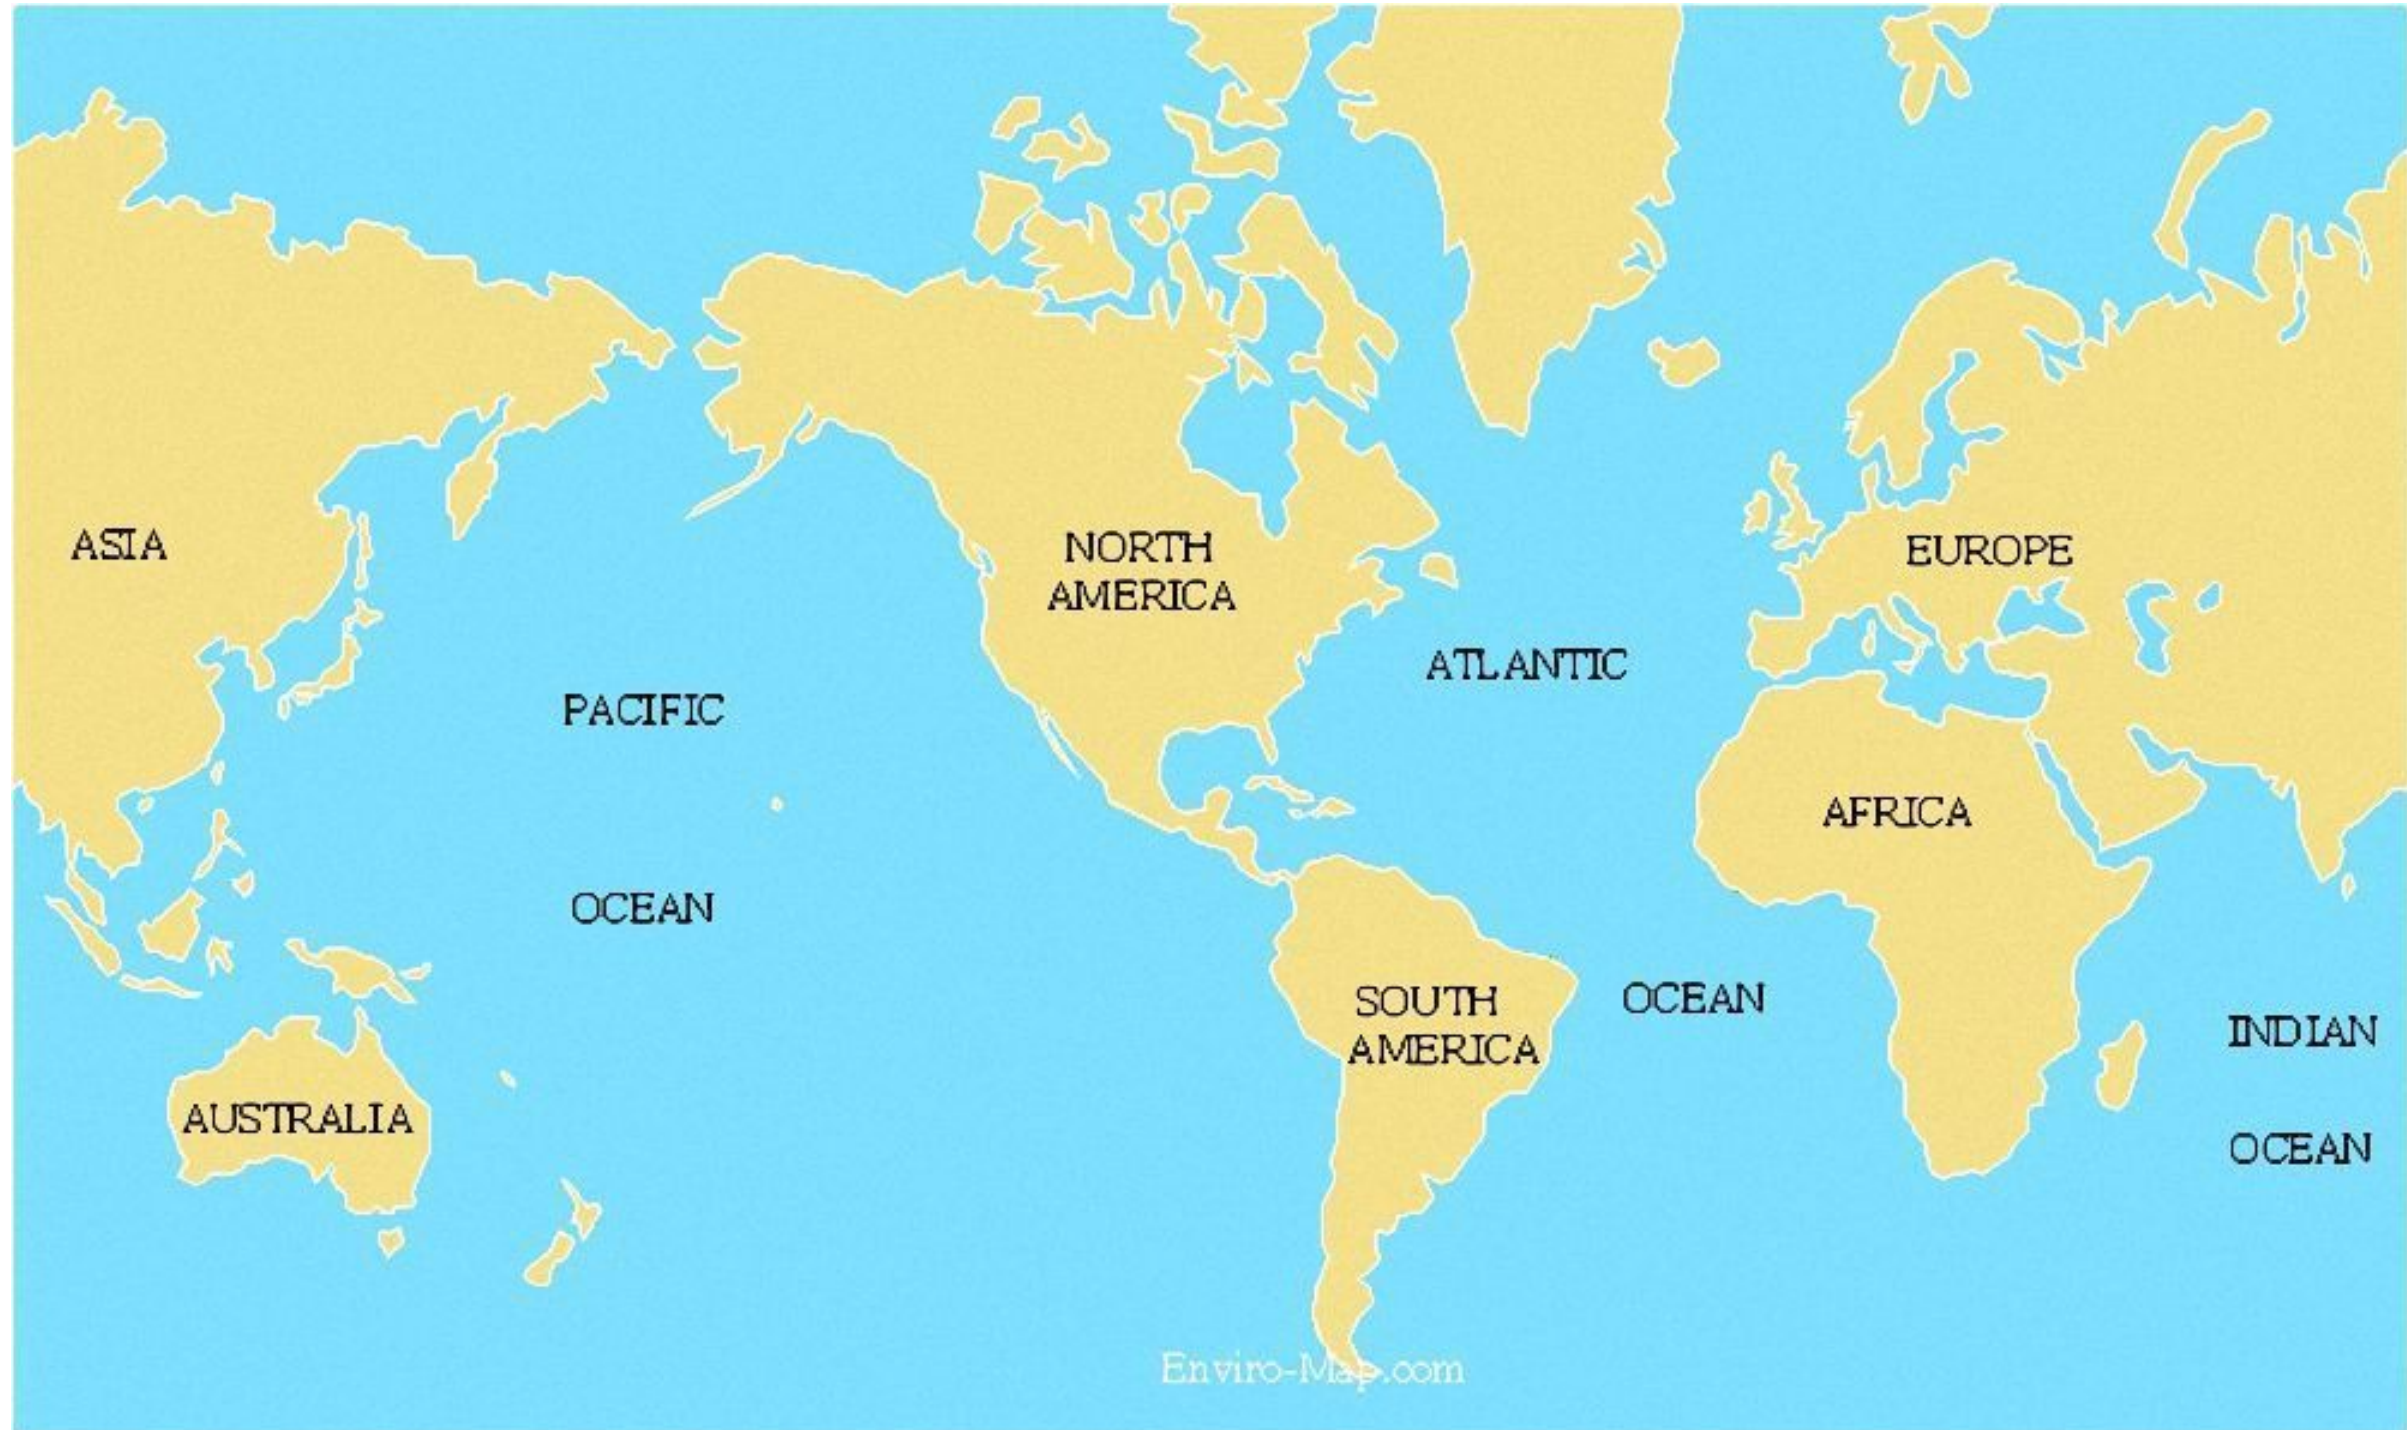 ASIA
NORTH
AMERICA
EUROPE
ATLANTIC
PACIFIC
AFRICA
OCEAN
SOUTH
AMERICA
OCEAN
INDIAN
AUSTRALIA
OCEAN
Enviro-Map.com